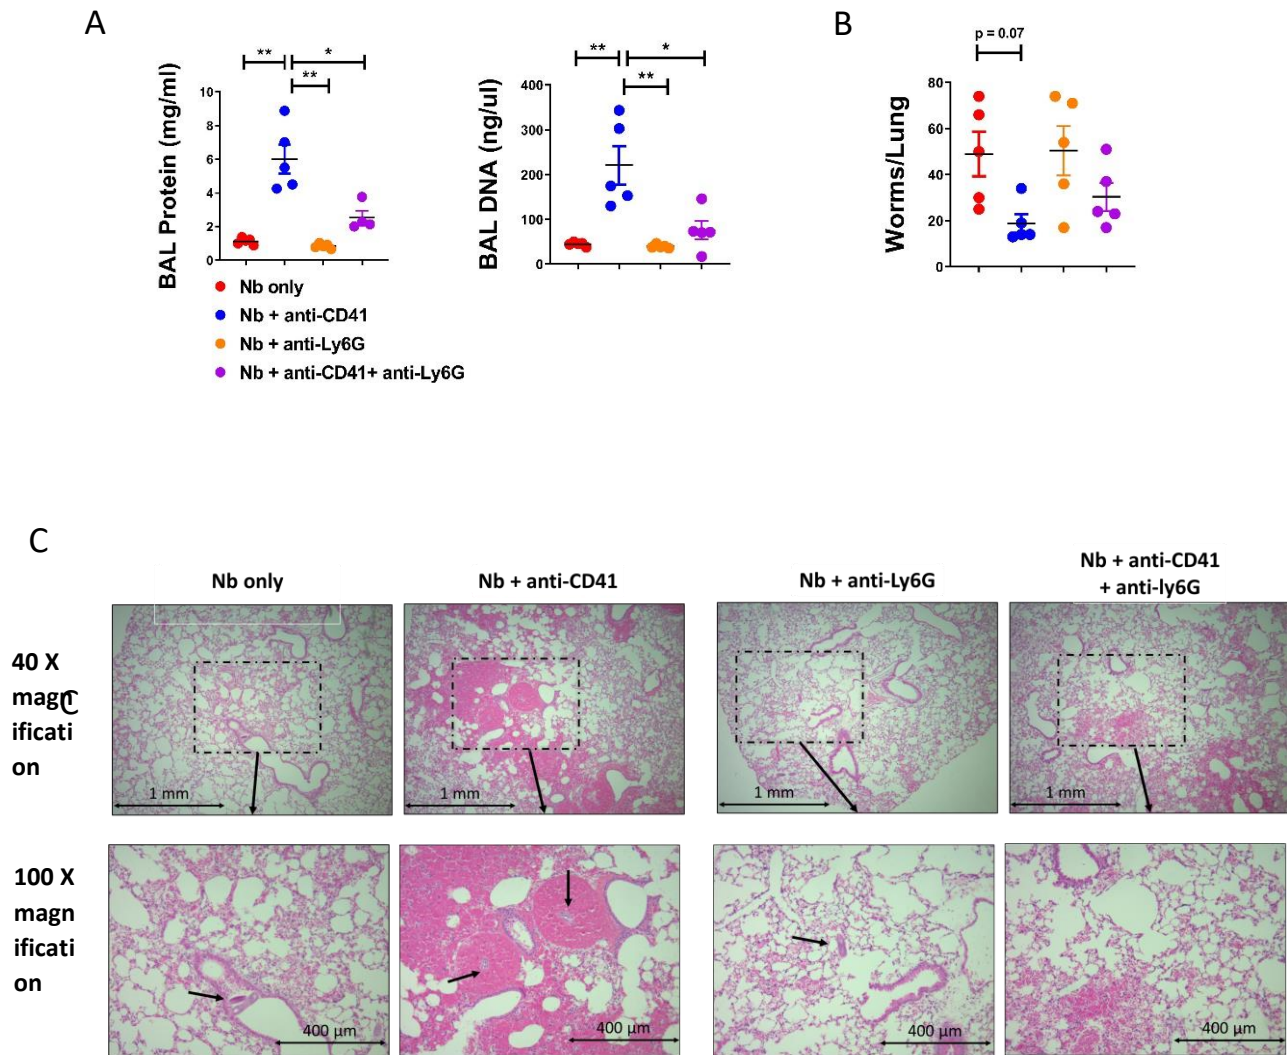 A
B
p = 0.07
** * **
** * **
BAL Protein (mg/ml)
10
8
6
4
2
0
BAL DNA (ng/ul)
400
300
200
100
0
Worms/Lung
80
60
40
20
0
Nb only
Nb + anti-CD41
Nb + anti-Ly6G
Nb + anti-CD41+ anti-Ly6G
C
Nb only
Nb + anti-CD41
Nb + anti-Ly6G
Nb + anti-CD41
+ anti-ly6G
40 X
magn
ificati
on
C
1 mm
1 mm
1 mm
1 mm
100 X
magn
ificati
on
400 µm
400 µm
400 µm
400 µm